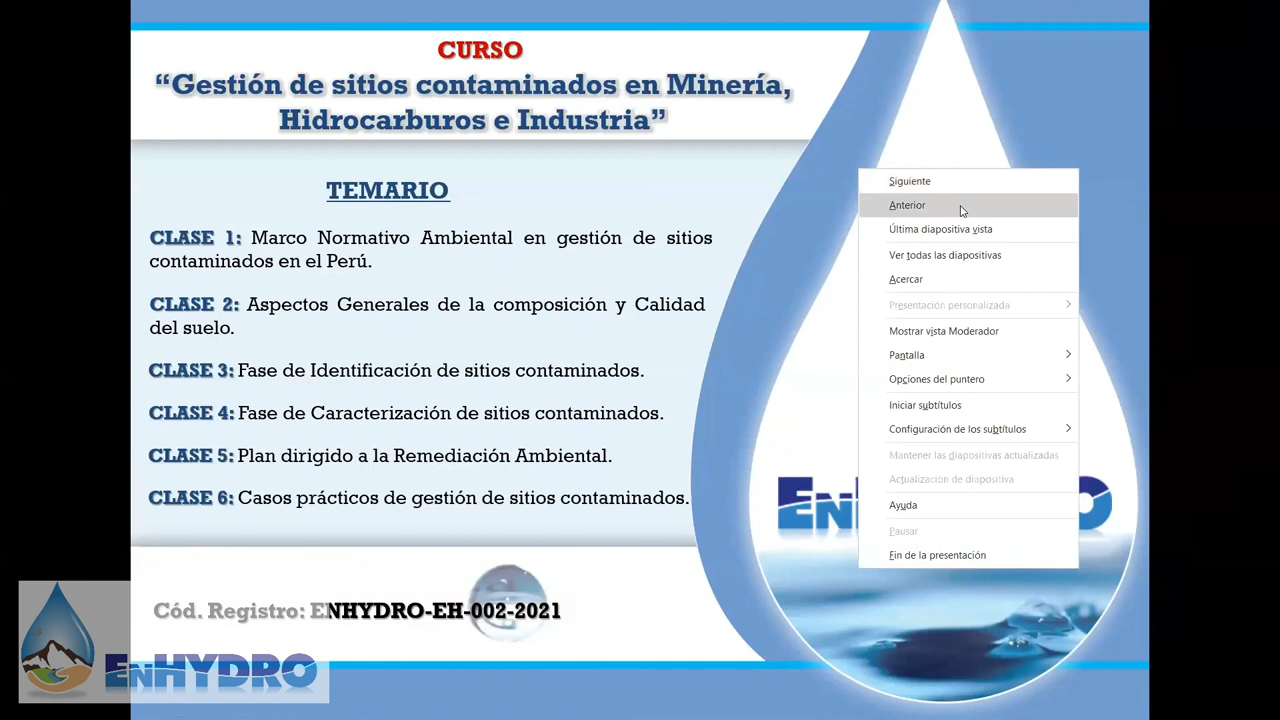 CURSO
“Gestión de sitios contaminados en Minería,
Hidrocarburos e Industria”
TEMARIO
CLASE 1: Marco Normativo Ambiental en gestión de sitios
contaminados en el Perú.
CLASE 2: Aspectos Generales de la composición y Calidad
del suelo.
CLASE 3: Fase de Identificación de sitios contaminados.
CLASE 4: Fase de Caracterización de sitios contaminados.
CLASE 5: Plan dirigido a la Remediación Ambiental.
CLASE 6: Casos prácticos de gestión de sitios contaminados.
Cód. Registro: ENHYDRO-EH-002-2021
ENHYDRO
Siguiente
Anterior
Última diapositiva vista
Ver todas las diapositivas
Acercar
Presentación personalizada
Mostrar vista Moderador
Pantalla
Opciones del puntero
Iniciar subtítulos
Configuración de los subtítulos
Mantener las diapositivas actualizadas
Actualización de diapositiva
Ayuda
Pausar
Fin de la presentación